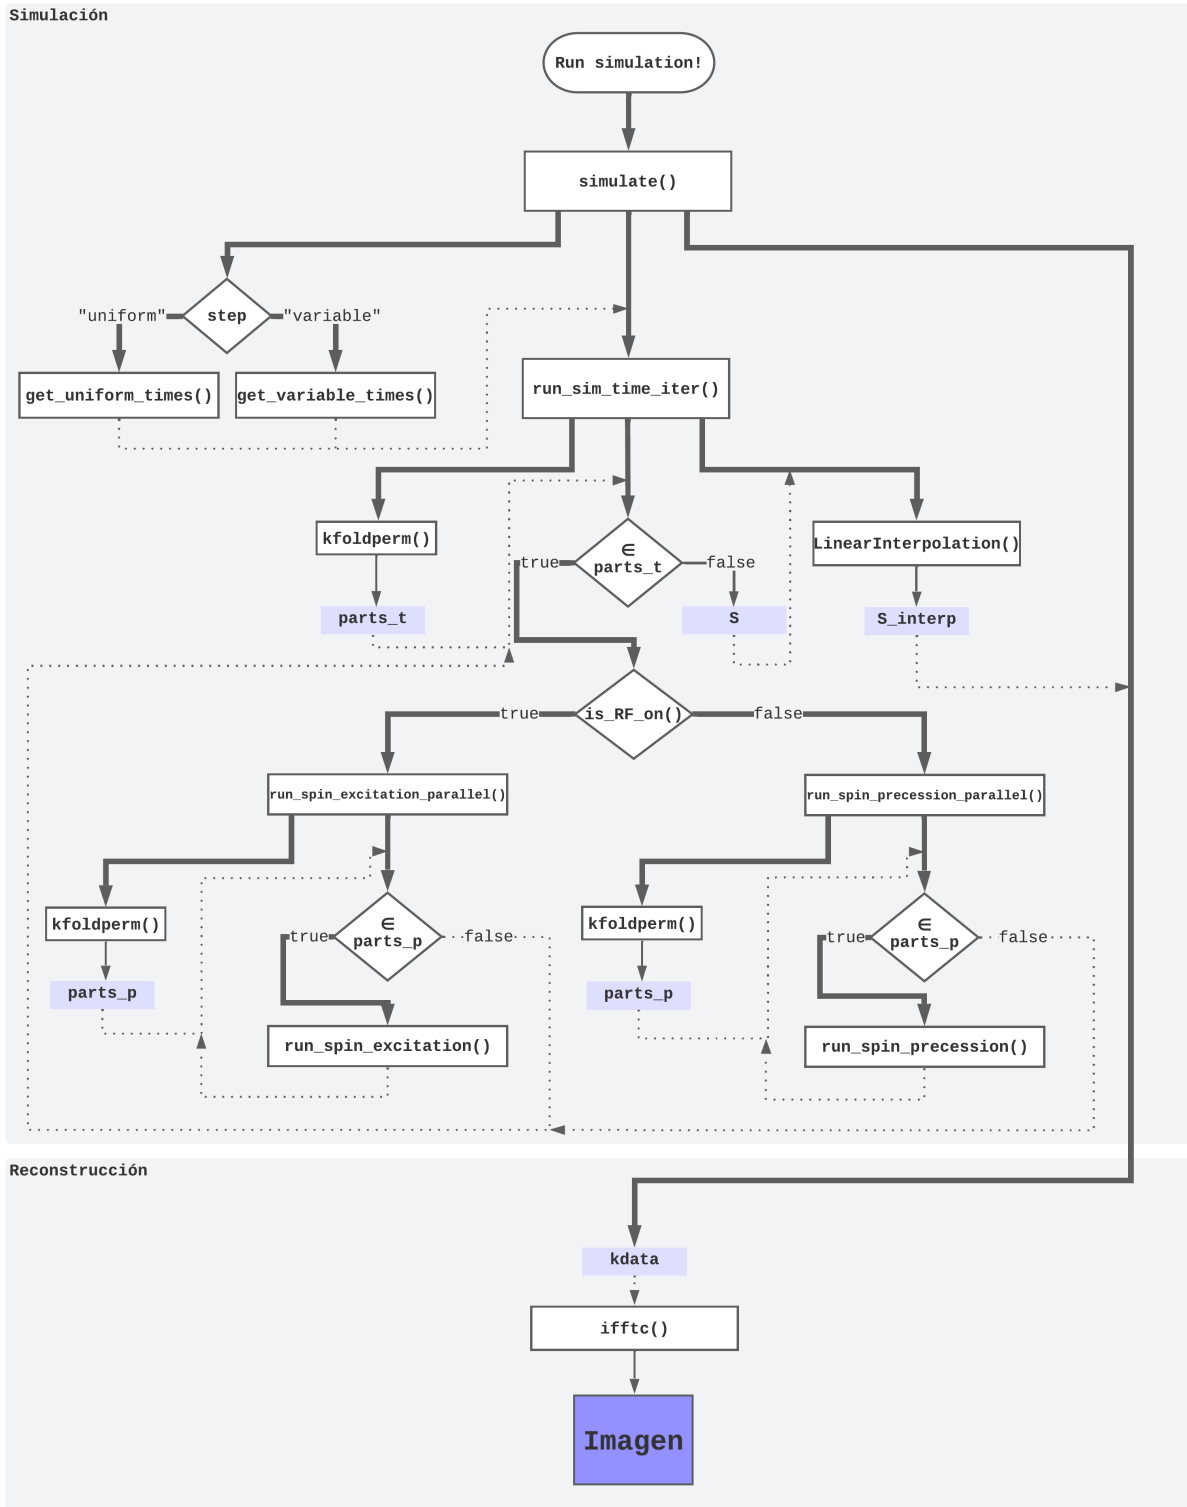 Simulación
Run simulation!
simulate()
"uniform"
step
"variable"
get_uniform_times()
get_variable_times()
run_sim_time_iter()
kfoldperm()
true
∈
parts_t
false
LinearInterpolation()
parts_t
S
S_interp
true
is_RF_on()
false
run_spin_excitation_parallel()
run_spin_precession_parallel()
kfoldperm()
true
∈
parts_p
false
kfoldperm()
true
∈
parts_p
false
parts_p
parts_p
run_spin_excitation()
run_spin_precession()
Reconstrucción
kdata
ifftc()
Imagen